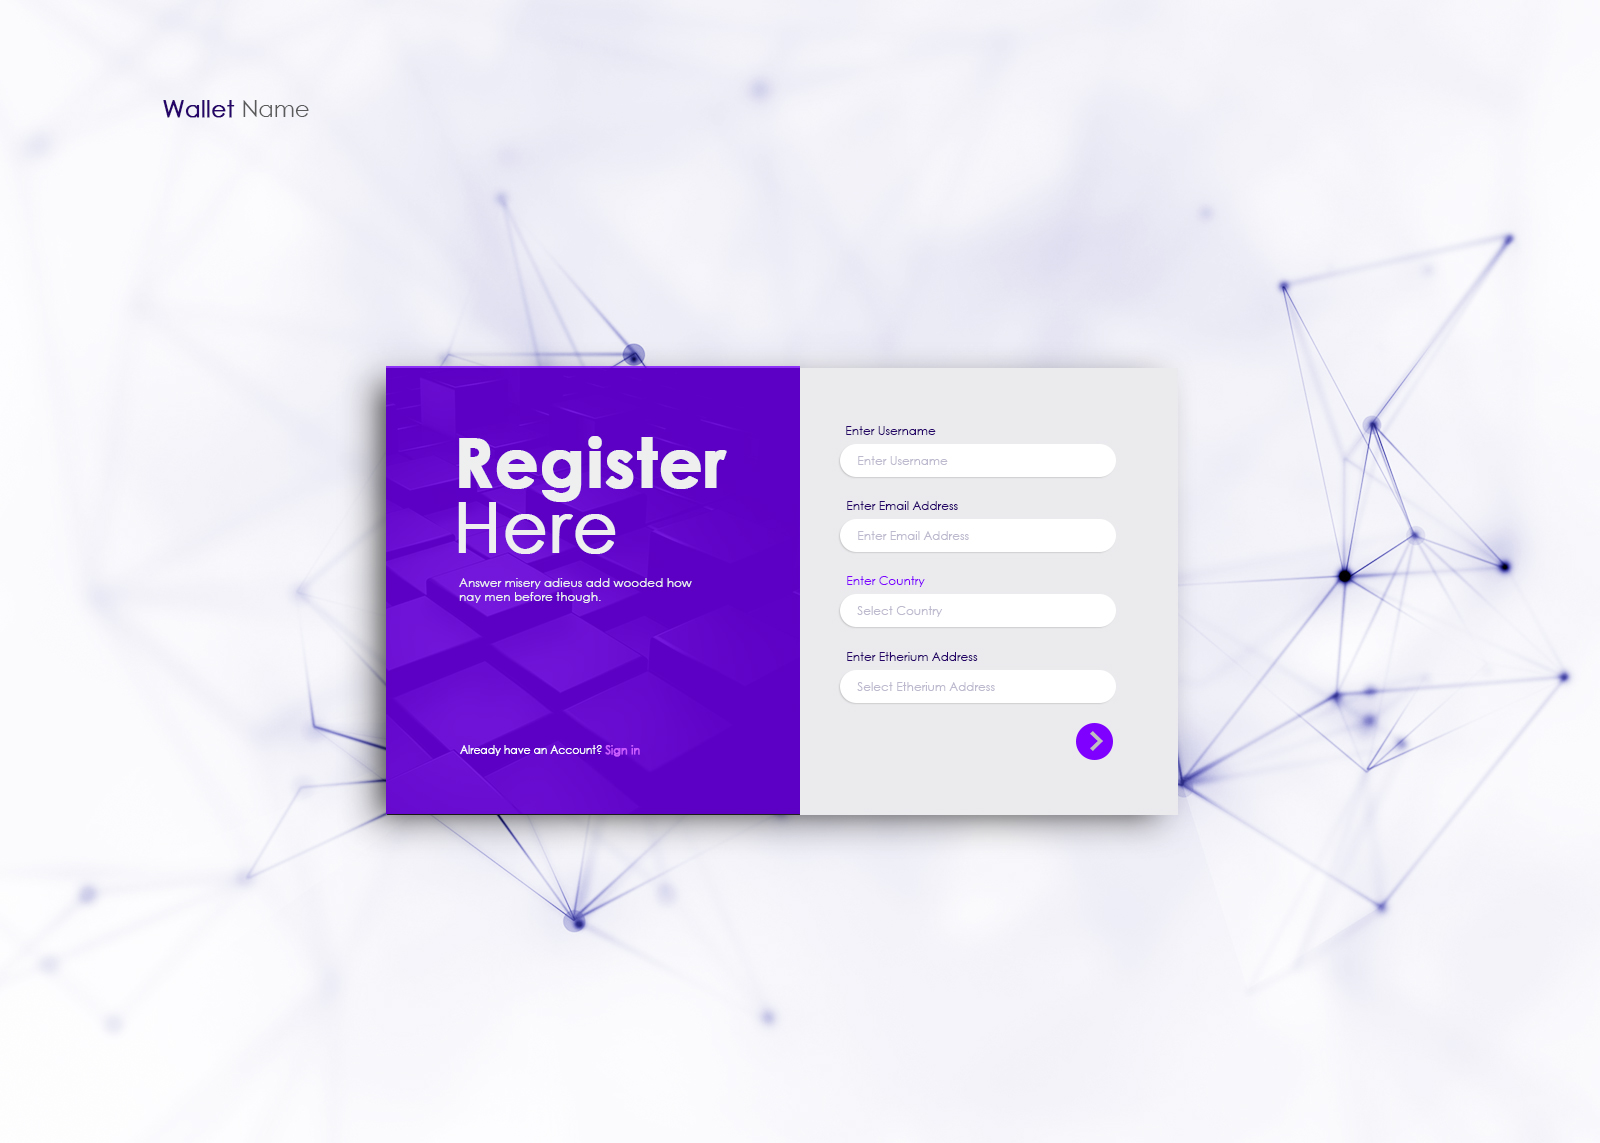 Wallet Name
Register
Here
Answer misery adieus add wooded how
nay men before though.
Already have an Account? Sign in
Enter Username
Enter Username
Enter Email Address
Enter Email Address
Enter Country
Select Country
Enter Etherium Address
Select Etherium Address